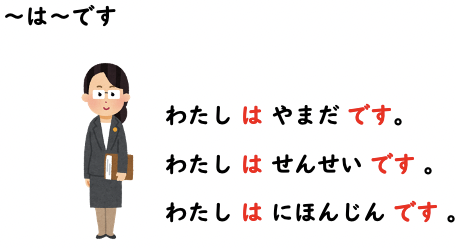 ～は～です
わたし は やまだ です。
わたし は せんせい です 。
わたし は にほんじん です 。